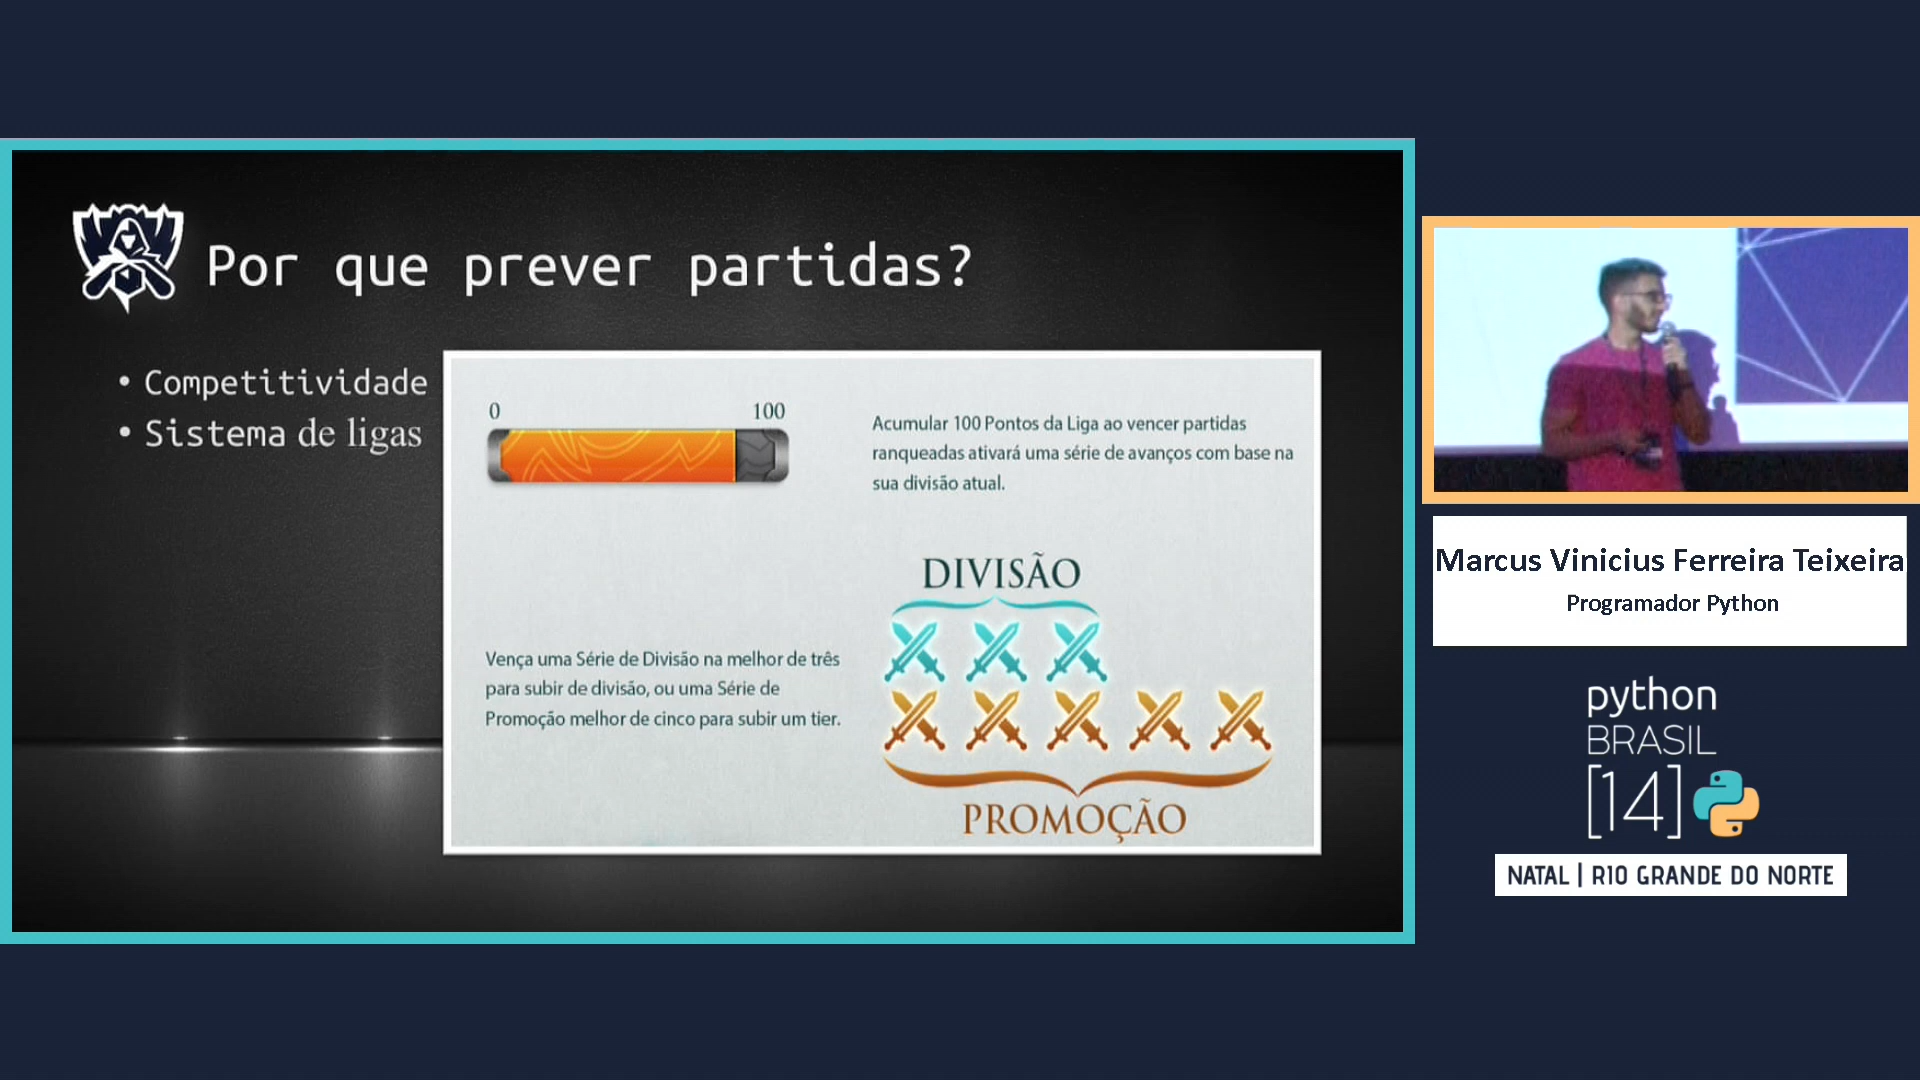 Por que prever partidas?
• Competitividade
• Sistema de ligas
0 100
Acumular 100 Pontos da Liga ao vencer partidas
ranqueadas ativará uma série de avanços com base na
sua divisão atual.
DIVISÃO
Vença uma Série de Divisão na melhor de três
para subir de divisão, ou uma Série de
Promoção melhor de cinco para subir um tier.
PROMOÇÃO
Marcus Vinicius Ferreira Teixeira
Programador Python
python
BRASIL
[14]
NATAL | RIO GRANDE DO NORTE